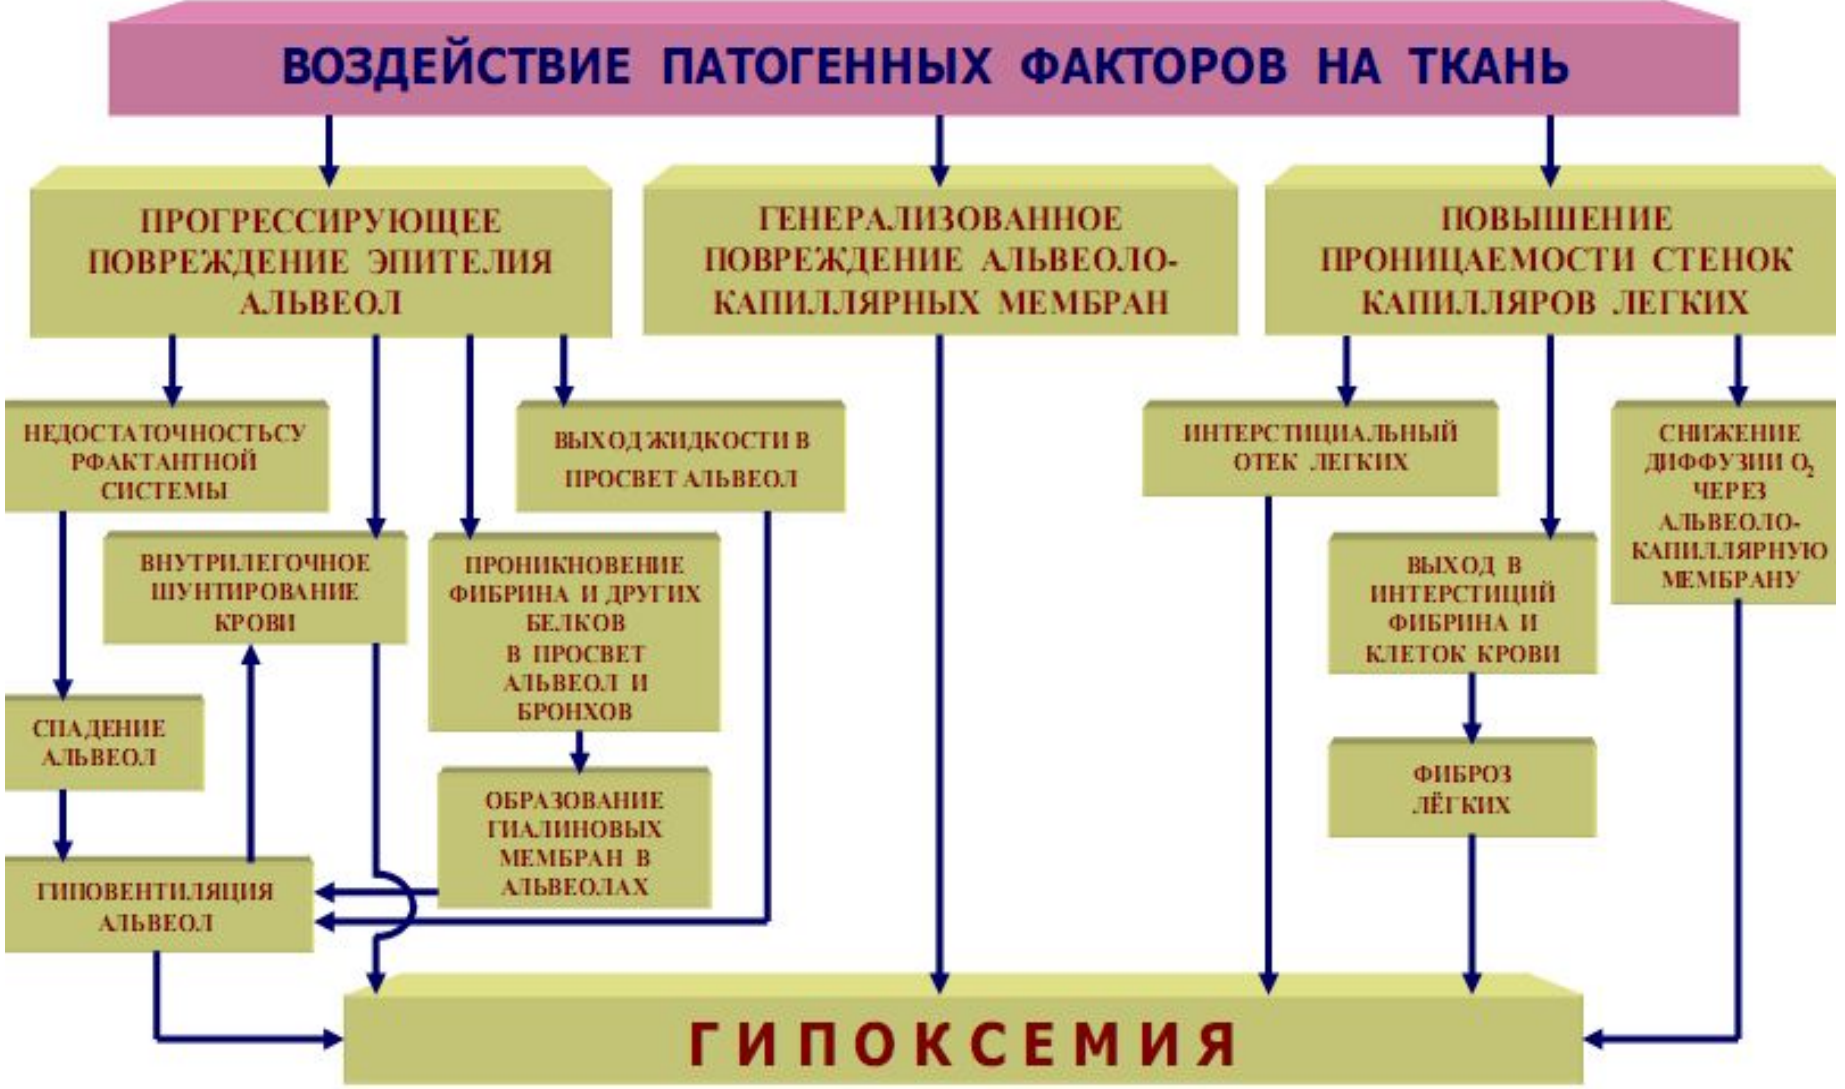 ВОЗДЕЙСТВИЕ ПАТОГЕННЫХ ФАКТОРОВ НА ТКАНЬ
ПРОГРЕССИРУЮЩЕЕ
ПОВРЕЖДЕНИЕ ЭПИТЕЛИЯ
АЛЬВЕОЛ
ГЕНЕРАЛИЗОВАННОЕ
ПОВРЕЖДЕНИЕ АЛЬВЕОЛО-
КАПИЛЛЯРНЫХ МЕМБРАН
ПОВЫШЕНИЕ
ПРОНИЦАЕМОСТИ СТЕНОК
КАПИЛЛЯРОВ ЛЕГКИХ
НЕДОСТАТОЧНОСТЬСУ
РФАКТАНТНОЙ
СИСТЕМЫ
ВЫХОД ЖИДКОСТИ В
ПРОСВЕТ АЛЬВЕОЛ
ИНТЕРСТИЦИАЛЬНЫЙ
ОТЕК ЛЕГКИХ
СНИЖЕНИЕ
ДИФФУЗИИ O₂
ЧЕРЕЗ
АЛЬВЕОЛО-
КАПИЛЛЯРНУЮ
МЕМБРАНУ
ВНУТРИЛЕГОЧНОЕ
ШУНТИРОВАНИЕ
КРОВИ
ПРОНИКНОВЕНИЕ
ФИБРИНА И ДРУГИХ
БЕЛКОВ
В ПРОСВЕТ
АЛЬВЕОЛ И
БРОНХОВ
ВЫХОД В
ИНТЕРСТИЦИЙ
ФИБРИНА И
КЛЕТОК КРОВИ
СПАДЕНИЕ
АЛЬВЕОЛ
ОБРАЗОВАНИЕ
ГИАЛИНОВЫХ
МЕМБРАН В
АЛЬВЕОЛАХ
ФИБРОЗ
ЛЁГКИХ
ГИПОВЕНТИЛЯЦИЯ
АЛЬВЕОЛ
ГИПОКСЕМИЯ